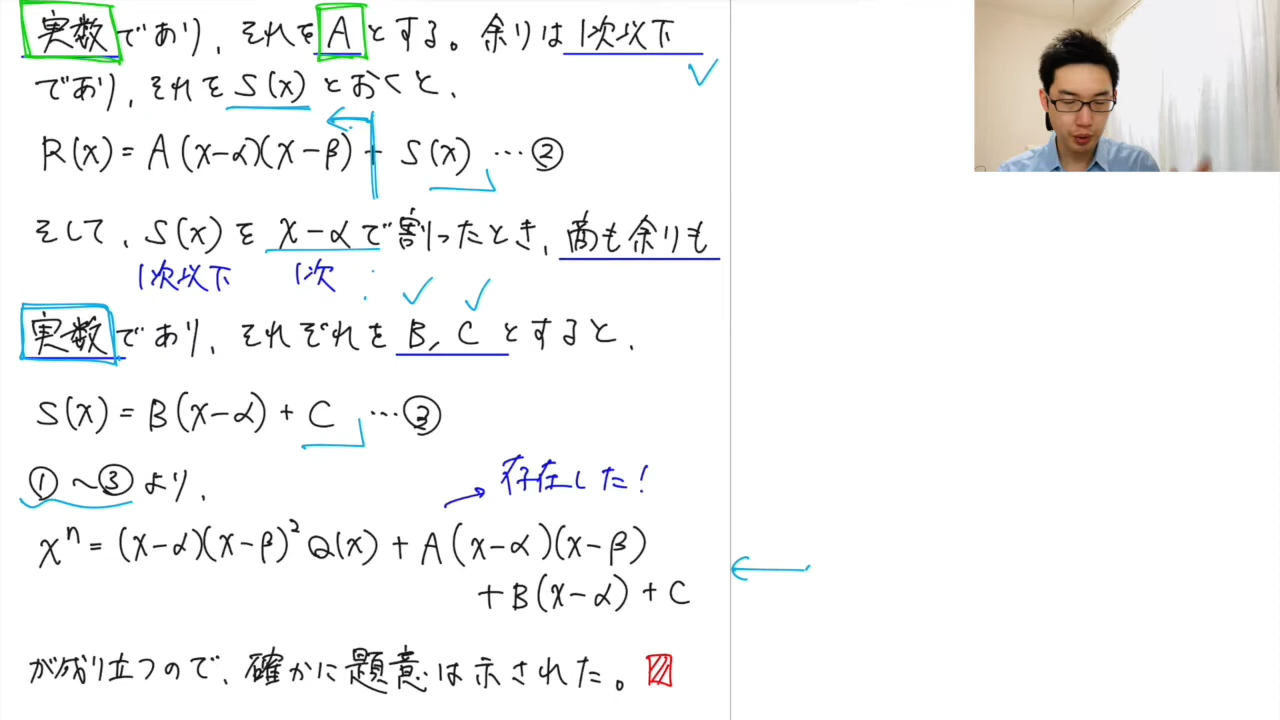 実数であり、それをAとする。余りは1次以下
であり、それをS(x)とおくと、
R(x) = A(x-α)(x-β) + S(x) … ②
そして、S(x)をx-αで割ったとき、商も余りも
1次以下 1次
実数であり、それぞれをB, Cとすると、
S(x) = B(x-α) + C … ③
①~③より、
存在した!
xⁿ = (x-α)(x-β)²Q(x) + A(x-α)(x-β)
+ B(x-α) + C
が成り立つので、確かに題意は示された。